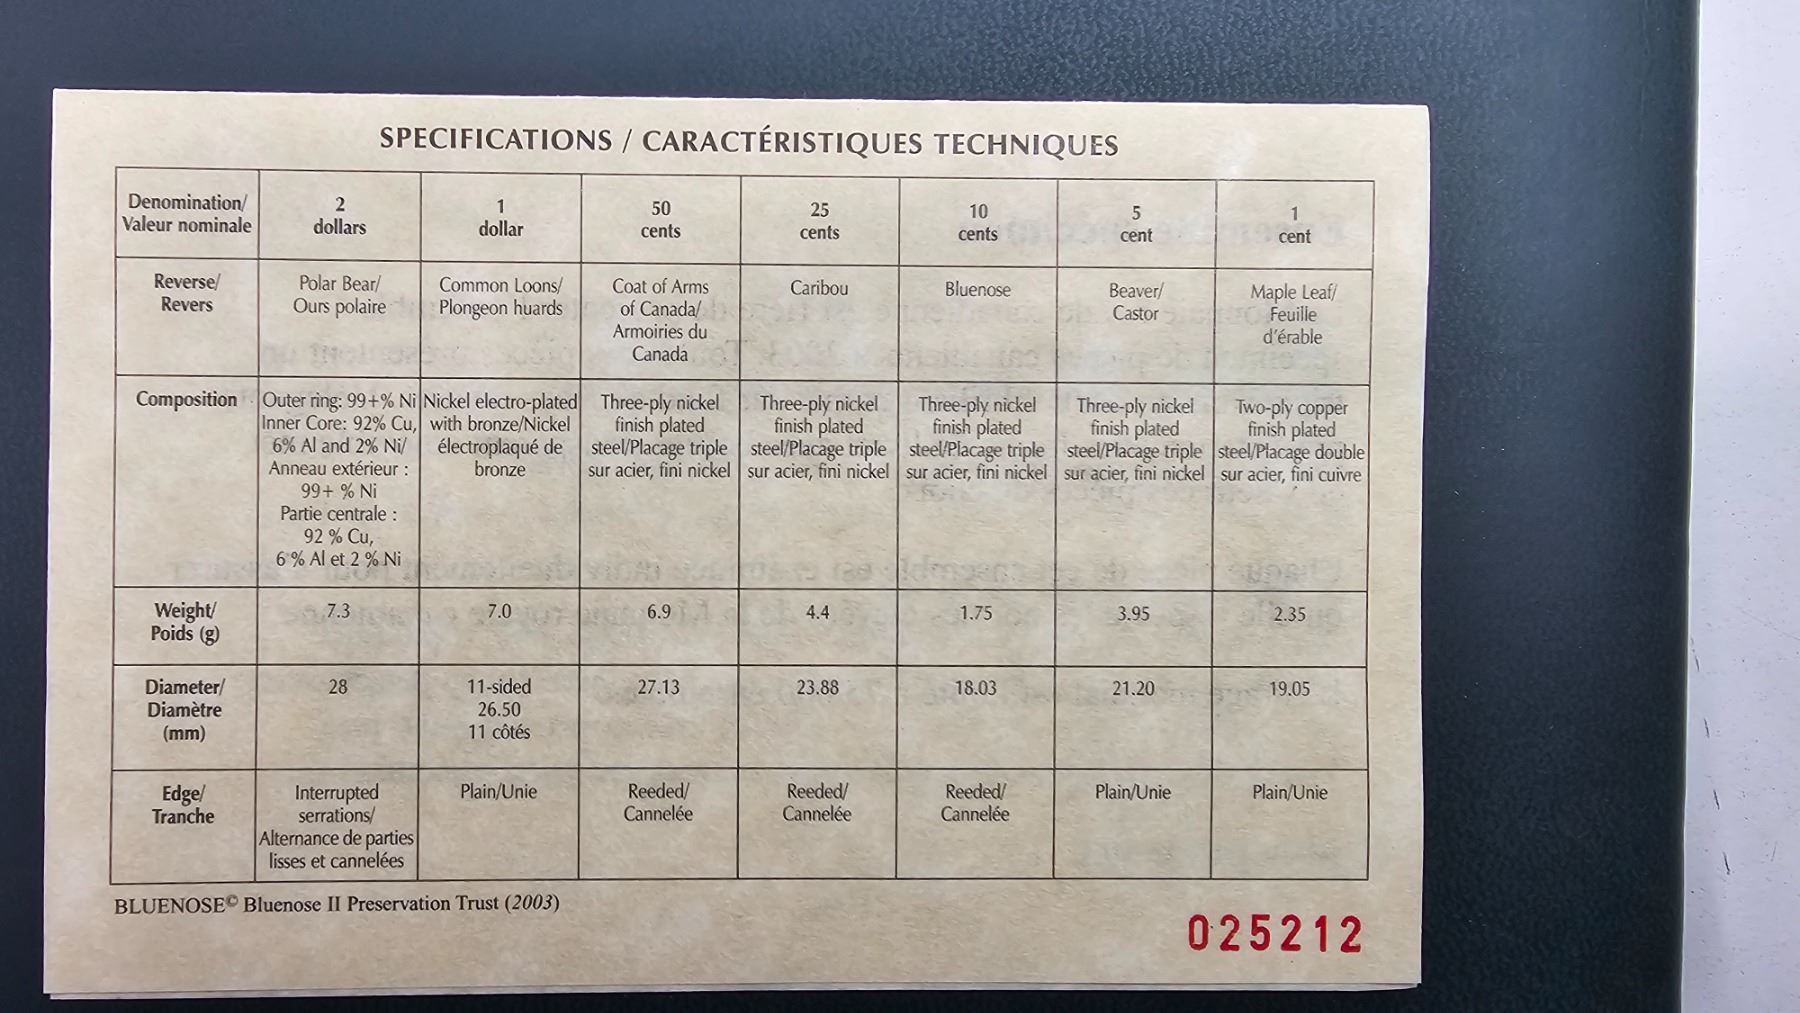 SPECIFICATIONS / CARACTÉRISTIQUES TECHNIQUES
Denomination/
Valeur nominale
2
dollars
1
dollar
50
cents
25
cents
10
cents
5
cent
1
cent
Reverse/
Revers
Polar Bear/
Ours polaire
Common Loons/
Plongeon huards
Coat of Arms
of Canada/
Armoiries du
Canada
Caribou
Bluenose
Beaver/
Castor
Maple Leaf/
Feuille
d'érable
Composition
Outer ring: 99+% Ni
Inner Core: 92% Cu,
6% Al and 2% Ni/
Anneau extérieur :
99+ % Ni
Partie centrale :
92 % Cu,
6 % Al et 2 % Ni
Nickel electro-plated
with bronze/Nickel
électroplaqué de
bronze
Three-ply nickel
finish plated
steel/Placage triple
sur acier, fini nickel
Three-ply nickel
finish plated
steel/Placage triple
sur acier, fini nickel
Three-ply nickel
finish plated
steel/Placage triple
sur acier, fini nickel
Three-ply nickel
finish plated
steel/Placage triple
sur acier, fini nickel
Two-ply copper
finish plated
steel/Placage double
sur acier, fini cuivre
Weight/
Poids (g)
7.3
7.0
6.9
4.4
1.75
3.95
2.35
Diameter/
Diamètre
(mm)
28
11-sided
26.50
11 côtés
27.13
23.88
18.03
21.20
19.05
Edge/
Tranche
Interrupted
serrations/
Alternance de parties
lisses et cannelées
Plain/Unie
Reeded/
Cannelée
Reeded/
Cannelée
Reeded/
Cannelée
Plain/Unie
Plain/Unie
BLUENOSE© Bluenose II Preservation Trust (2003)
025212